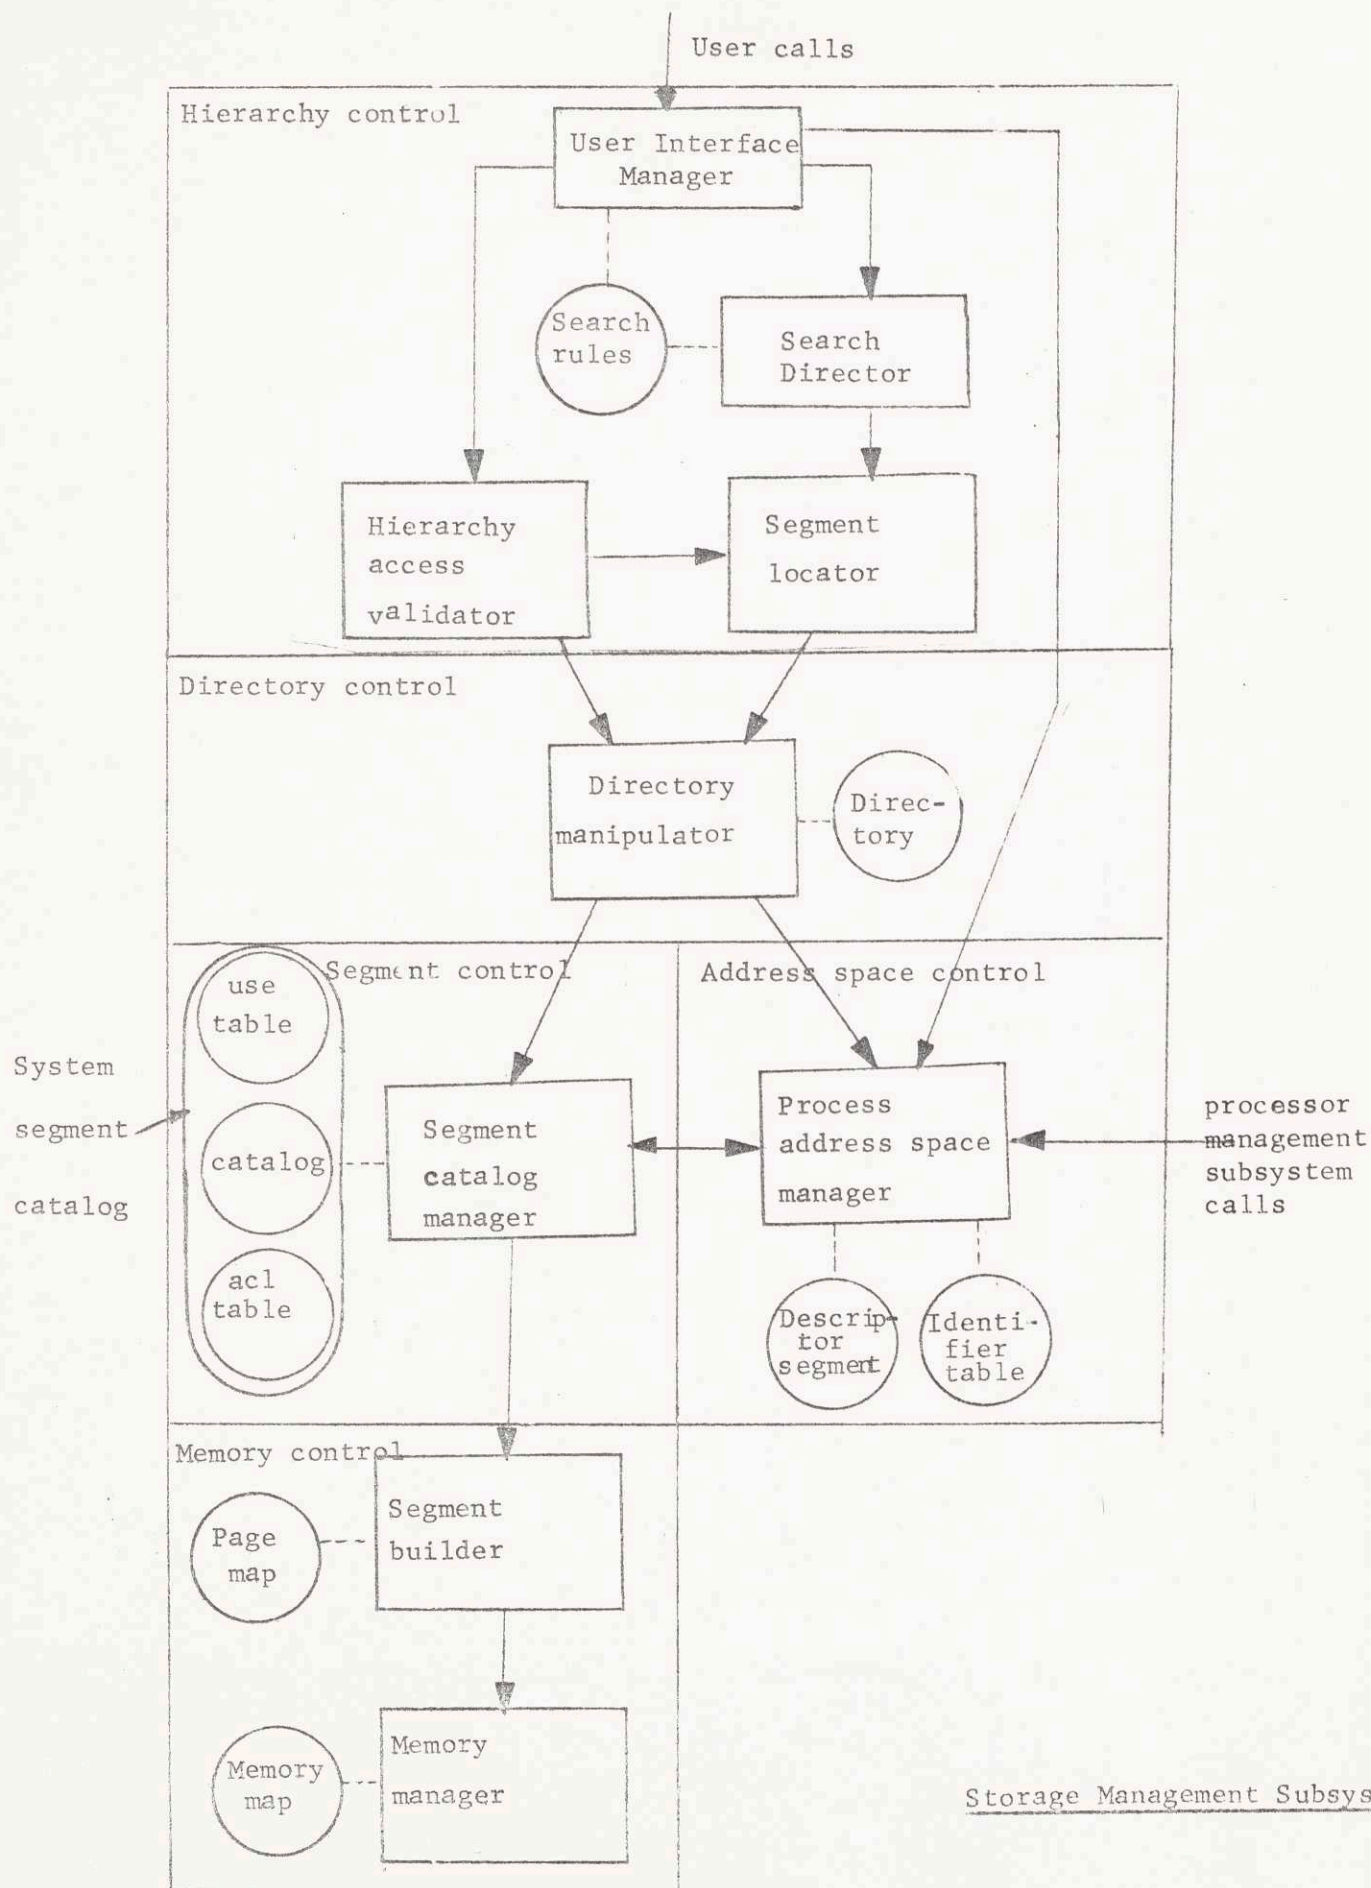 User calls
Hierarchy control
User Interface
Manager
Search
rules
Search
Director
Hierarchy
access
validator
Segment
locator
Directory control
Directory
manipulator
Direc-
tory
Segment control
Address space control
use
table
System
segment
catalog
catalog
acl
table
Segment
catalog
manager
Process
address space
manager
processor
management
subsystem
calls
Descrip-
tor
segment
Identi-
fier
table
Memory control
Page
map
Segment
builder
Memory
map
Memory
manager
Storage Management Subsys